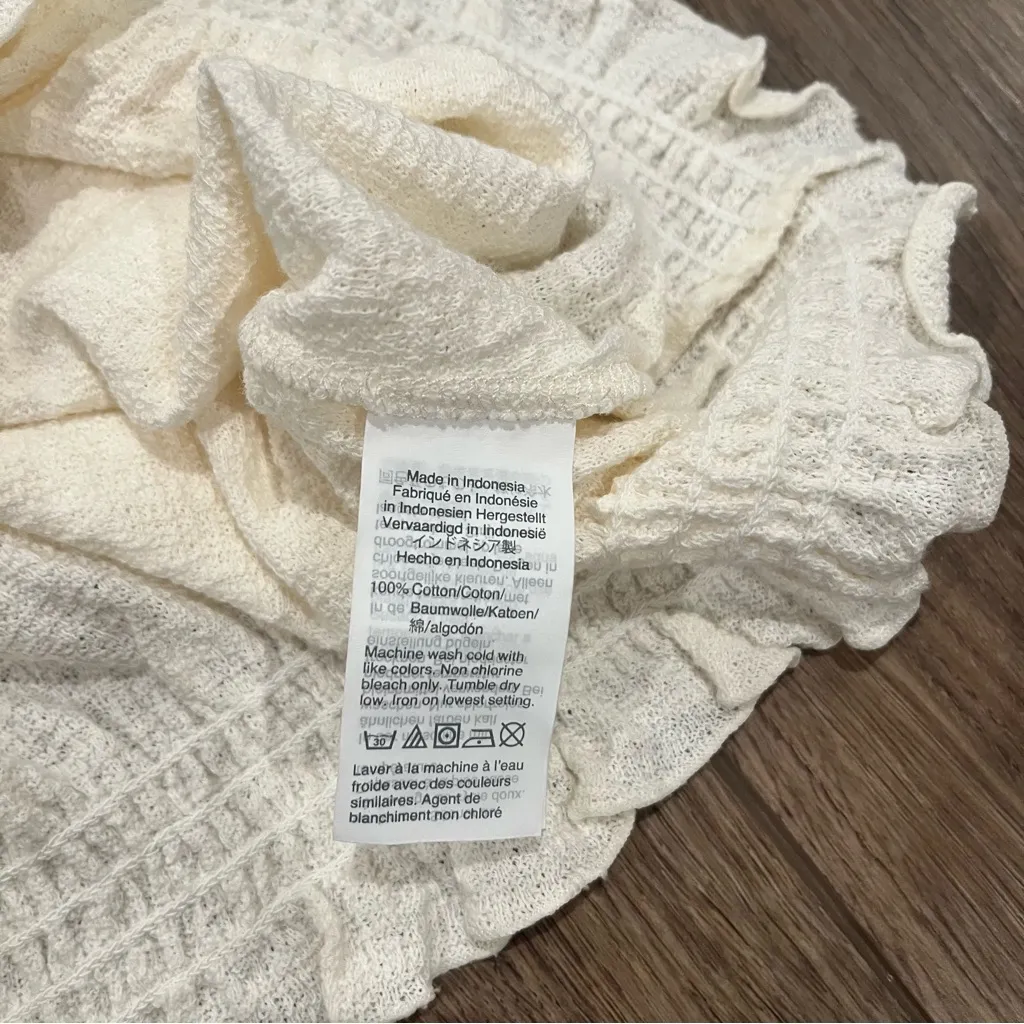 Made in Indonesia
Fabriqué en Indonésie
in Indonesien Hergestellt
Vervaardigd in Indonesië
インドネシア製
Hecho en Indonesia
100% Cotton/Coton/
Baumwolle/Katoen/
綿/algodón
Machine wash cold with
like colors. Non chlorine
bleach only. Tumble dry
low. Iron on lowest setting.
30
Laver à la machine à l'eau
froide avec des couleurs
similaires. Agent de
blanchiment non chloré